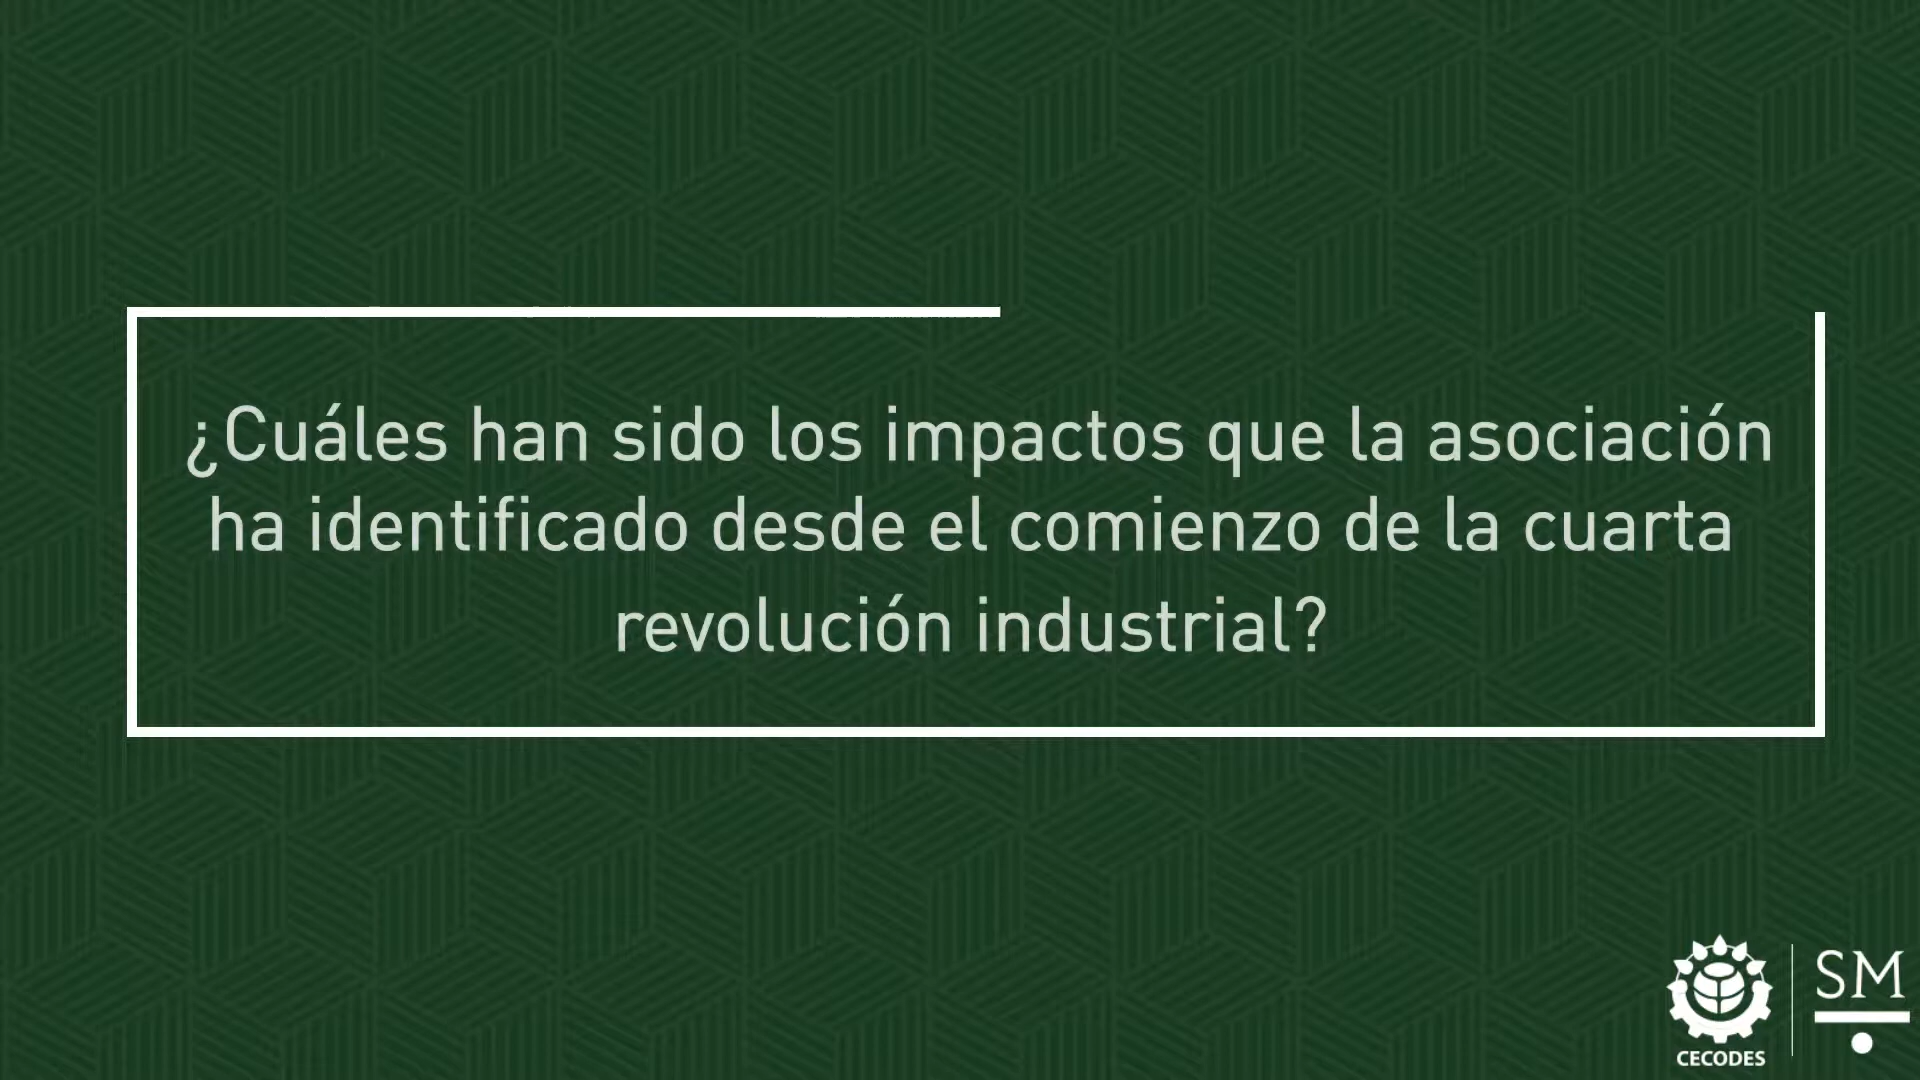 ¿Cuáles han sido los impactos que la asociación
ha identificado desde el comienzo de la cuarta
revolución industrial?
CECODES
SM